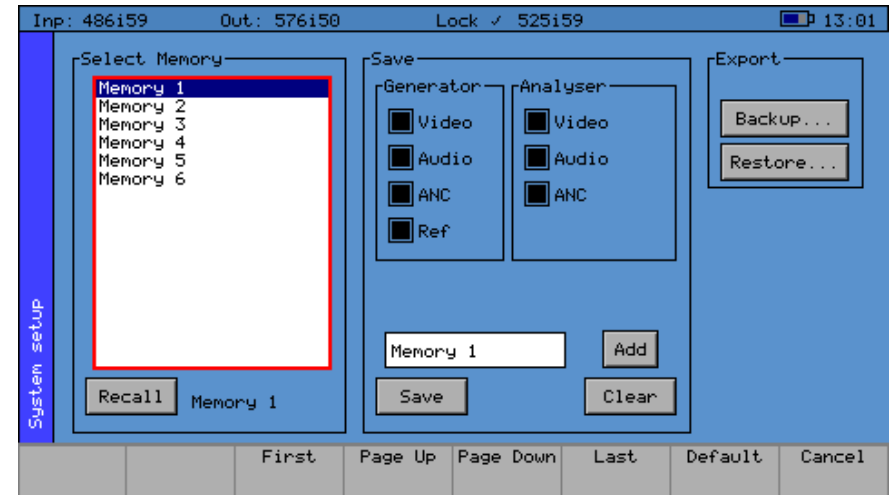 Inp: 486i59 Out: 576i50 Lock ✓ 525i59 13:01
Select Memory
Memory 1
Memory 2
Memory 3
Memory 4
Memory 5
Memory 6
Recall Memory 1
Save
Generator
Video
Audio
ANC
Ref
Analyser
Video
Audio
ANC
Memory 1 Add
Save Clear
Export
Backup...
Restore...
System setup
First Page Up Page Down Last Default Cancel